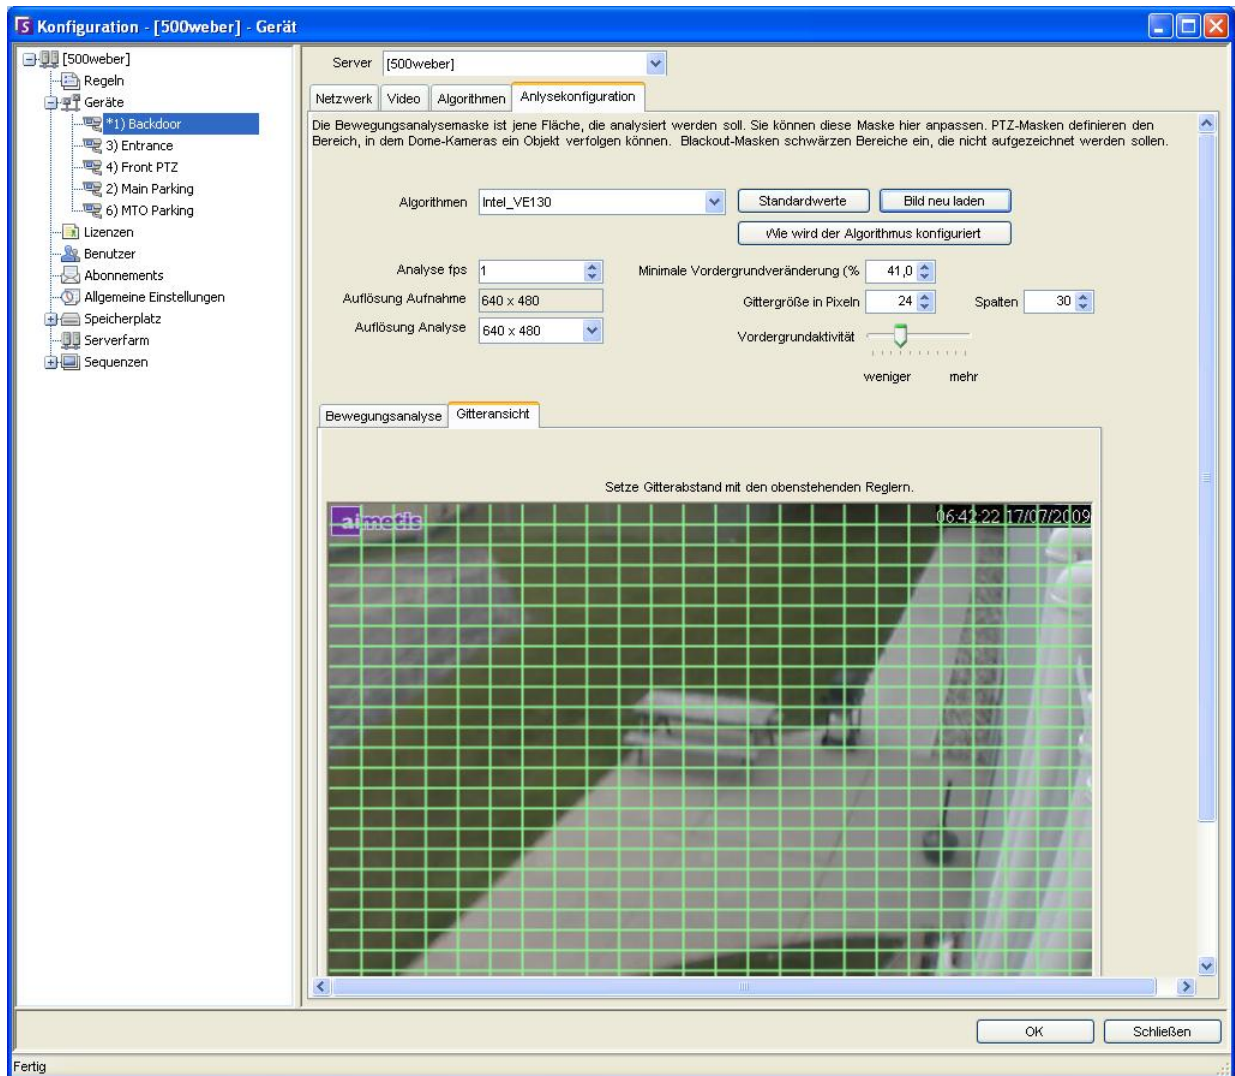 Konfiguration - [500weber] - Gerät
[500weber]
Regeln
Geräte
*1) Backdoor
3) Entrance
4) Front PTZ
2) Main Parking
6) MTO Parking
Lizenzen
Benutzer
Abonnements
Allgemeine Einstellungen
Speicherplatz
Serverfarm
Sequenzen
Server [500weber]
Netzwerk Video Algorithmen Anlysekonfiguration
Die Bewegungsanalysemaske ist jene Fläche, die analysiert werden soll. Sie können diese Maske hier anpassen. PTZ-Masken definieren den
Bereich, in dem Dome-Kameras ein Objekt verfolgen können. Blackout-Masken schwärzen Bereiche ein, die nicht aufgezeichnet werden sollen.
Algorithmen Intel_VE130 Standardwerte Bild neu laden
Wie wird der Algorithmus konfiguriert
Analyse fps 1 Minimale Vordergrundveränderung (% 41,0
Auflösung Aufnahme 640 x 480 Gittergröße in Pixeln 24 Spalten 30
Auflösung Analyse 640 x 480 Vordergrundaktivität
weniger mehr
Bewegungsanalyse Gitteransicht
Setze Gitterabstand mit den obenstehenden Reglern.
aimetis 06:42:22 17/07/2009
OK Schließen
Fertig